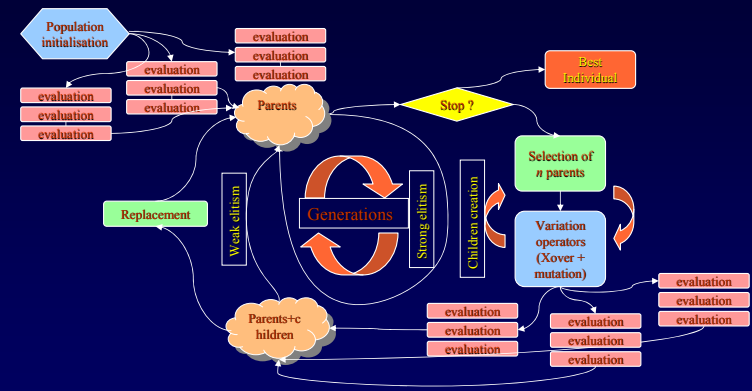 Population
initialisation
evaluation
evaluation
evaluation
evaluation
evaluation
evaluation
evaluation
evaluation
evaluation
Parents
Stop ?
Best
Individual
Selection of
n parents
Replacement
Weak elitism
Generations
Strong elitism
Children creation
Variation
operators
(Xover +
mutation)
Parents+c
hildren
evaluation
evaluation
evaluation
evaluation
evaluation
evaluation
evaluation
evaluation
evaluation